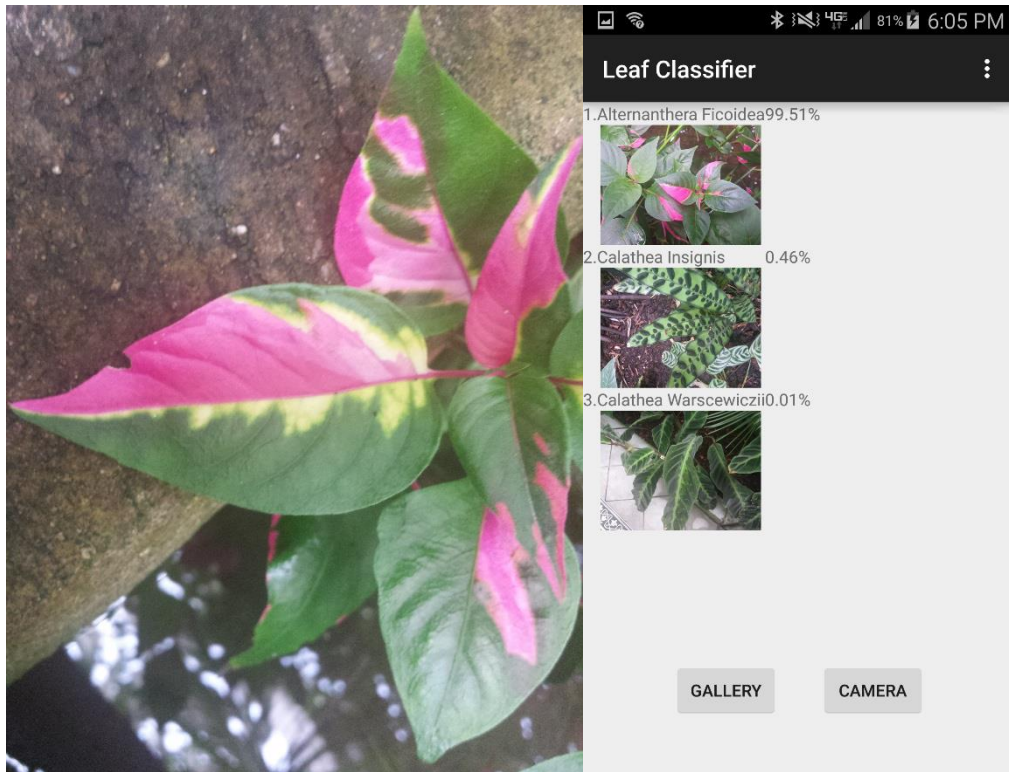 81% 6:05 PM
Leaf Classifier
1.Alternanthera Ficoidea99.51%
2.Calathea Insignis 0.46%
3.Calathea Warscewiczii0.01%
GALLERY CAMERA